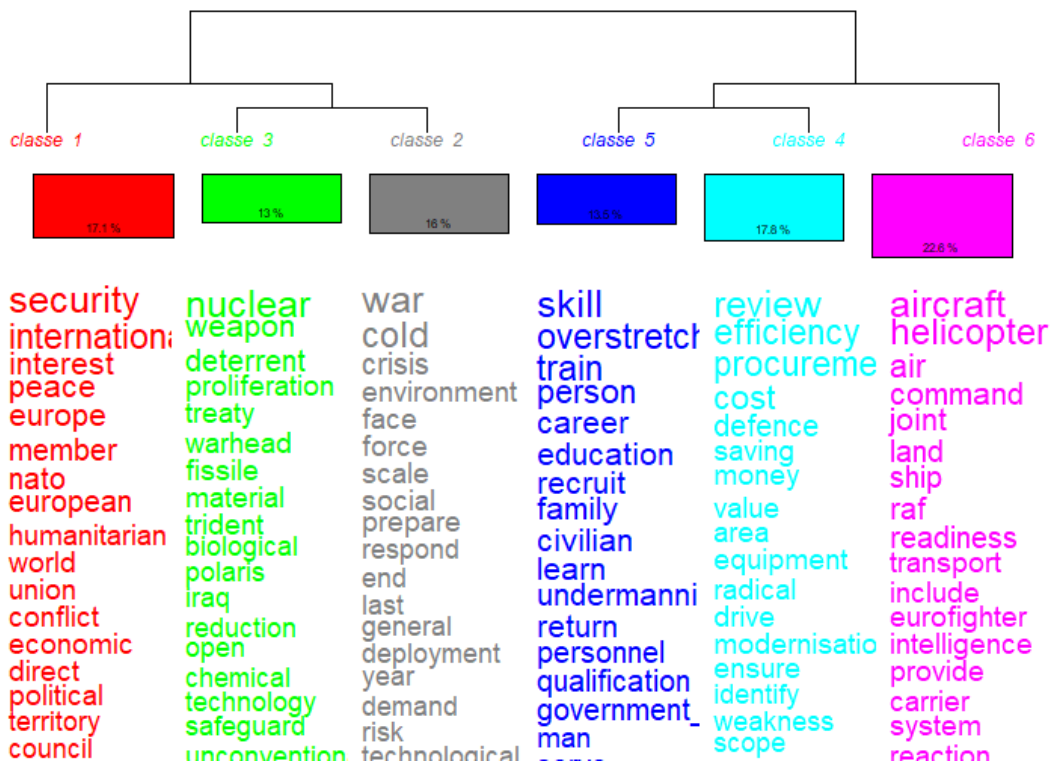 classe 1
classe 3
classe 2
classe 5
classe 4
classe 6
17.1 %
13 %
16 %
13.5 %
17.8 %
22.6 %
security
internationa
interest
peace
europe
member
nato
european
humanitarian
world
union
conflict
economic
direct
political
territory
council
nuclear
weapon
deterrent
proliferation
treaty
warhead
fissile
material
trident
biological
polaris
iraq
reduction
open
chemical
technology
safeguard
unconvention
war
cold
crisis
environment
face
force
scale
social
prepare
respond
end
last
general
deployment
year
demand
risk
technological
skill
overstretch
train
person
career
education
recruit
family
civilian
learn
undermanni
return
personnel
qualification
government_
man
review
efficiency
procureme
cost
defence
saving
money
value
area
equipment
radical
drive
modernisatio
ensure
identify
weakness
scope
aircraft
helicopter
air
command
joint
land
ship
raf
readiness
transport
include
eurofighter
intelligence
provide
carrier
system
reaction